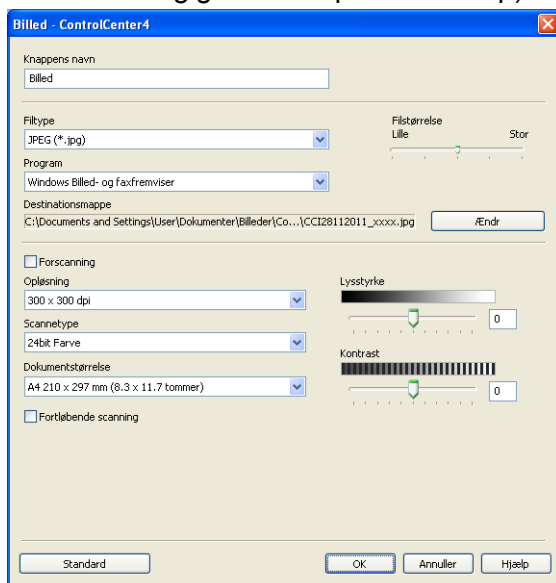 Billed - ControlCenter4
Knappens navn
Billed
Filtype
JPEG (*.jpg)
Filstørrelse
Lille Stor
Program
Windows Billed- og faxfremviser
Destinationsmappe
C:\Documents and Settings\User\Dokumenter\Billeder\Co...\CCI28112011_xxxx.jpg
Ændr
Forscanning
Opløsning
300 x 300 dpi
Lysstyrke
0
Scannetype
24bit Farve
Kontrast
0
Dokumentstørrelse
A4 210 x 297 mm (8.3 x 11.7 tommer)
Fortløbende scanning
Standard OK Annuller Hjælp